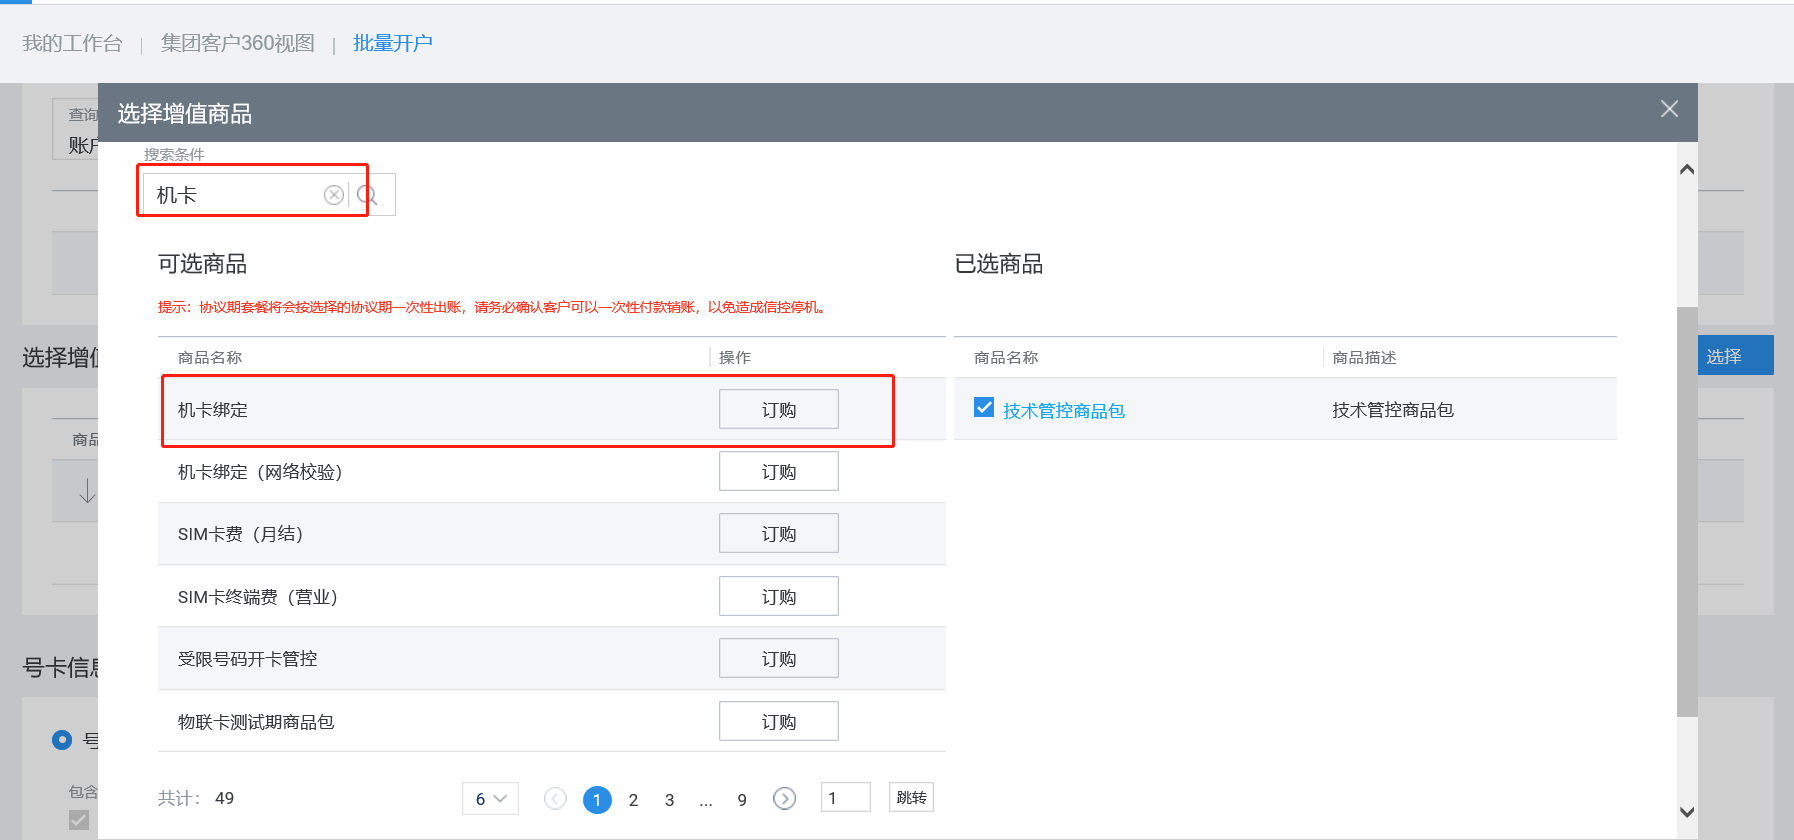 我的工作台 | 集团客户360视图 | 批量开户
查询
账户
选择增值商品
搜索条件
机卡
可选商品
已选商品
提示：协议期套餐将会按选择的协议期一次性出账，请务必确认客户可以一次性付款销账，以免造成信控停机。
商品名称 操作
商品名称 商品描述
机卡绑定 订购
技术管控商品包 技术管控商品包
机卡绑定（网络校验） 订购
SIM卡费（月结） 订购
SIM卡终端费（营业） 订购
受限号码开卡管控 订购
物联卡测试期商品包 订购
共计： 49
6 1 2 3 ... 9 1 跳转
选择增值
选择
商品
号卡信息
号
包含